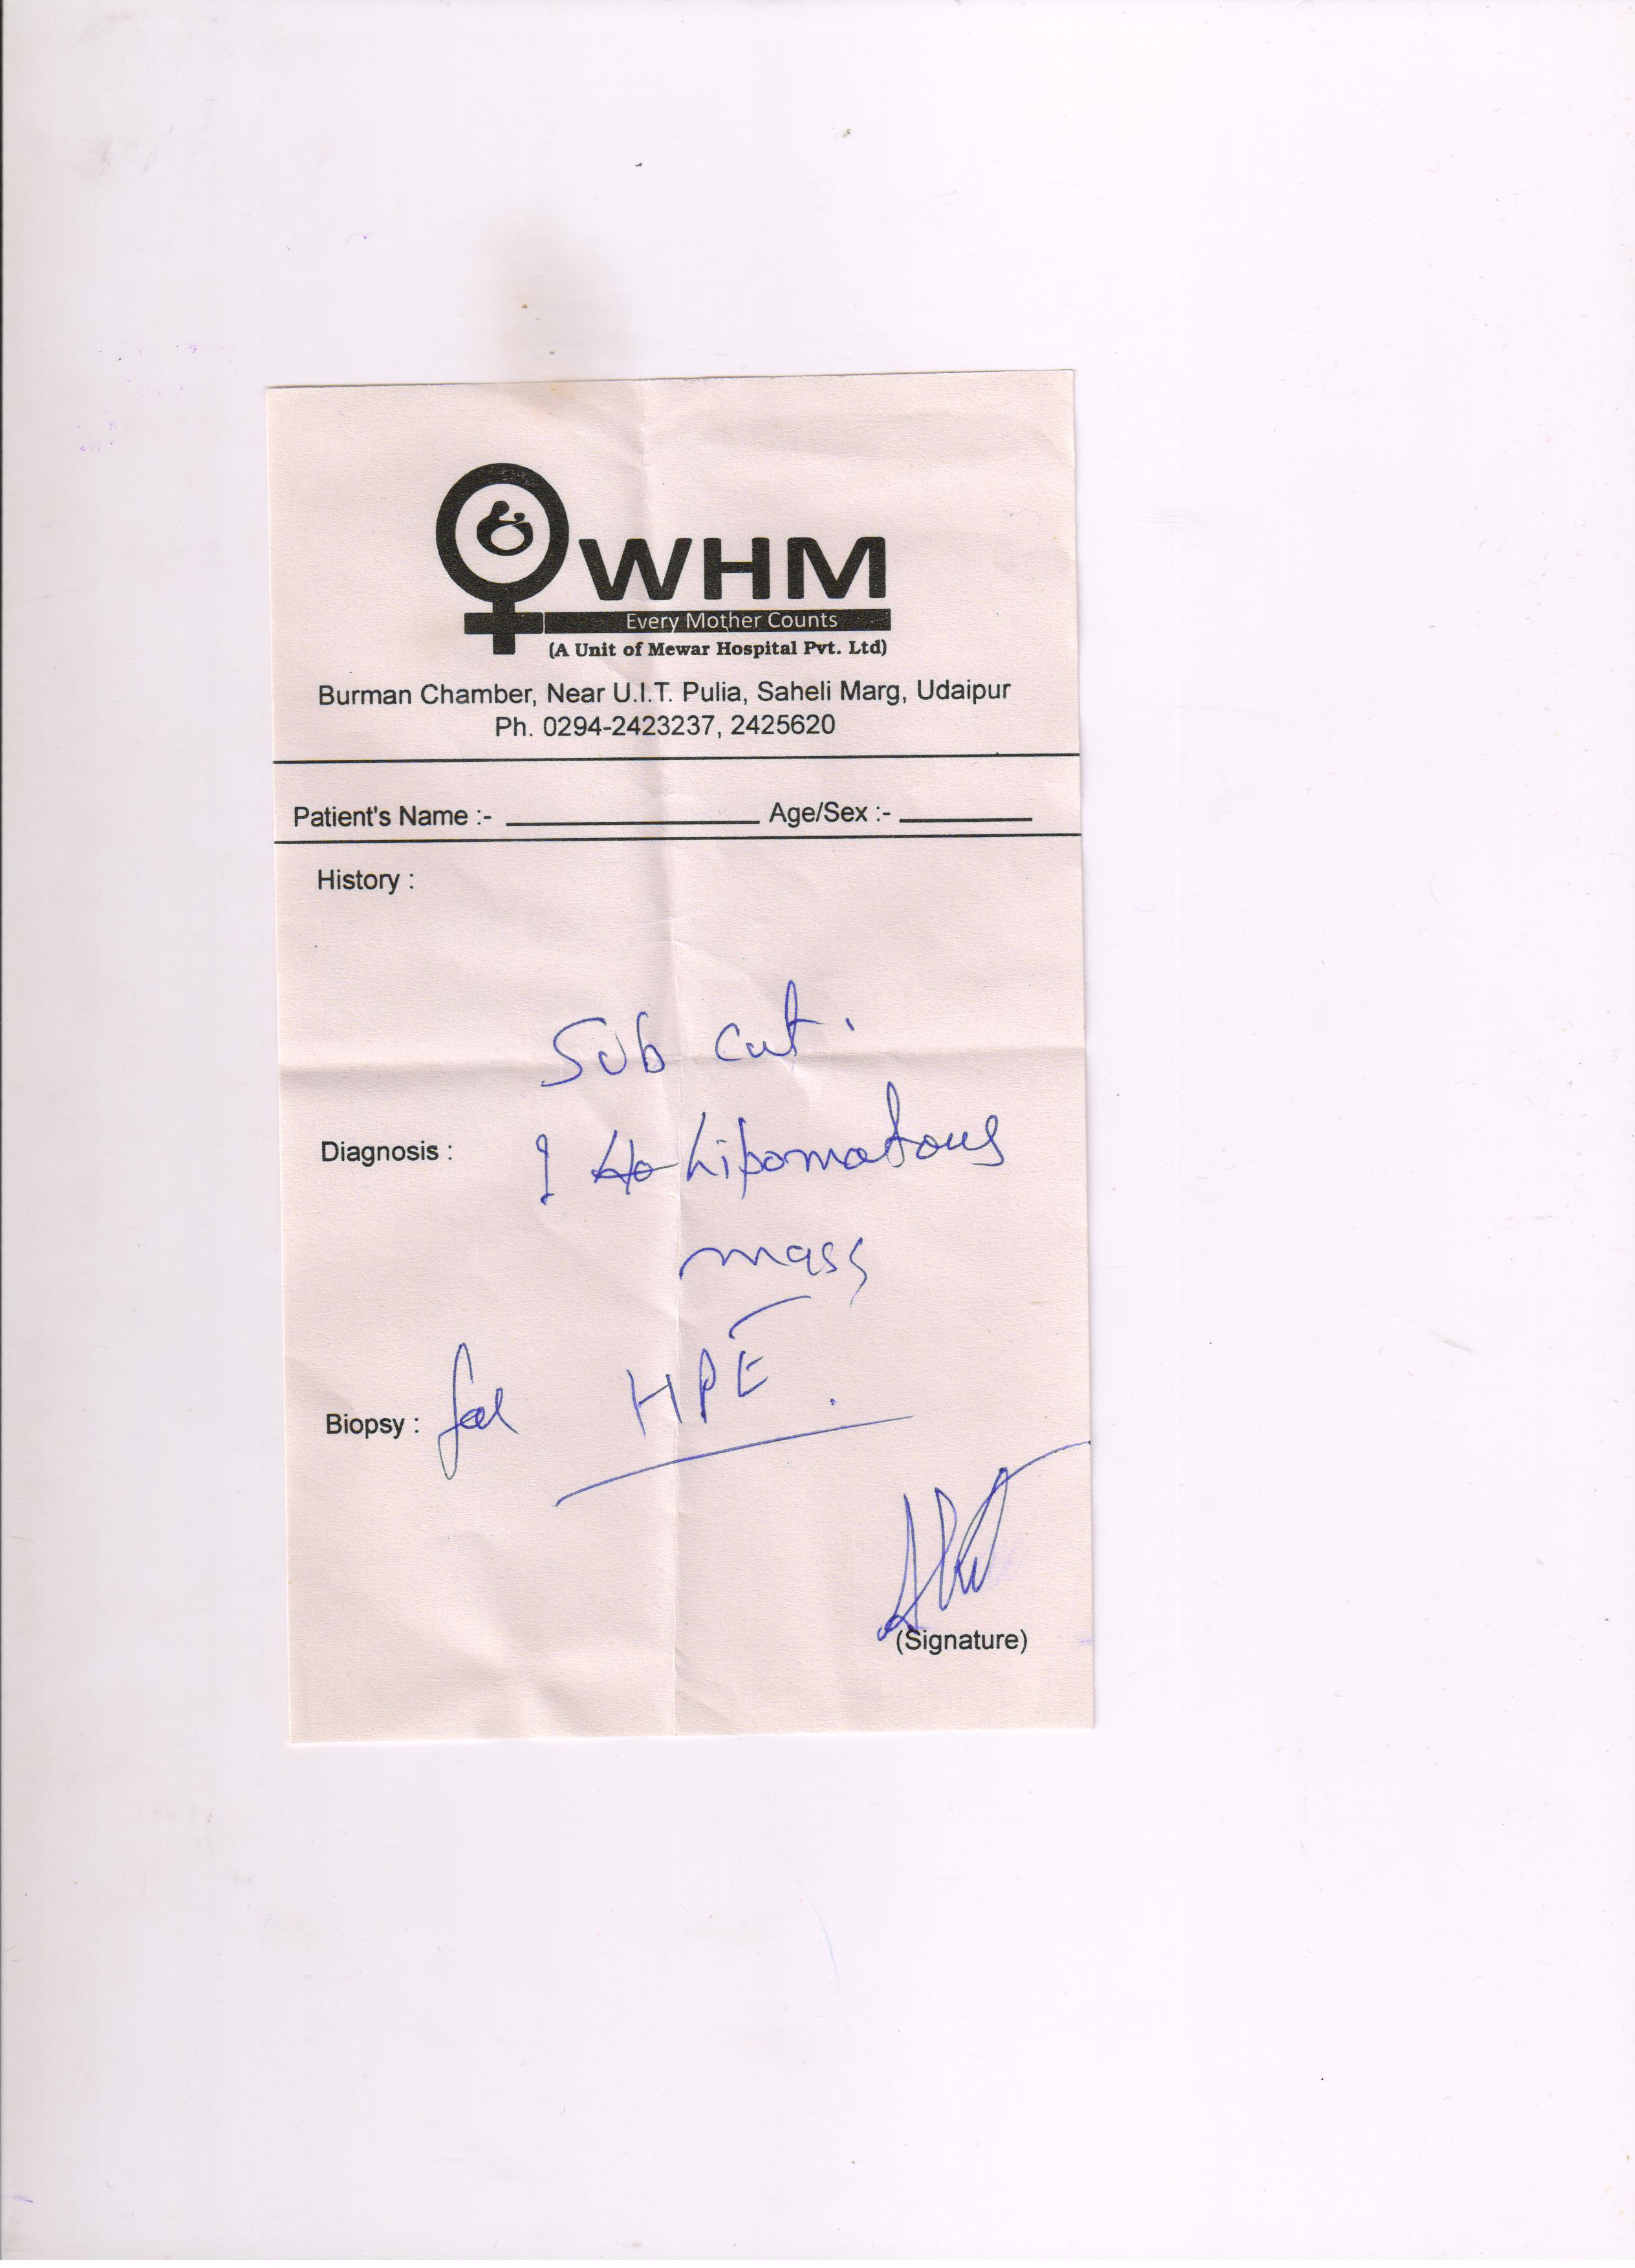 WHM
Every Mother Counts
(A Unit of Mewar Hospital Pvt. Ltd)
Burman Chamber, Near U.I.T. Pulia, Saheli Marg, Udaipur
Ph. 0294-2423237, 2425620
Patient's Name :- Age/Sex :-
History :
Sub cut.
Diagnosis : Lipomatous
mass
Biopsy : for HPE.
(Signature)